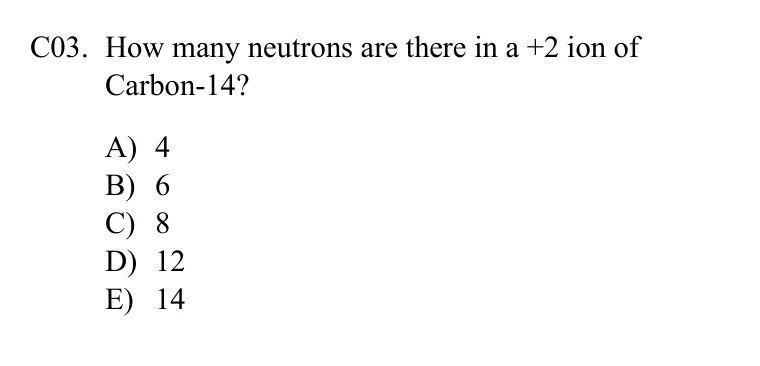 C03. How many neutrons are there in a +2 ion of
Carbon-14?
A) 4
B) 6
C) 8
D) 12
E) 14